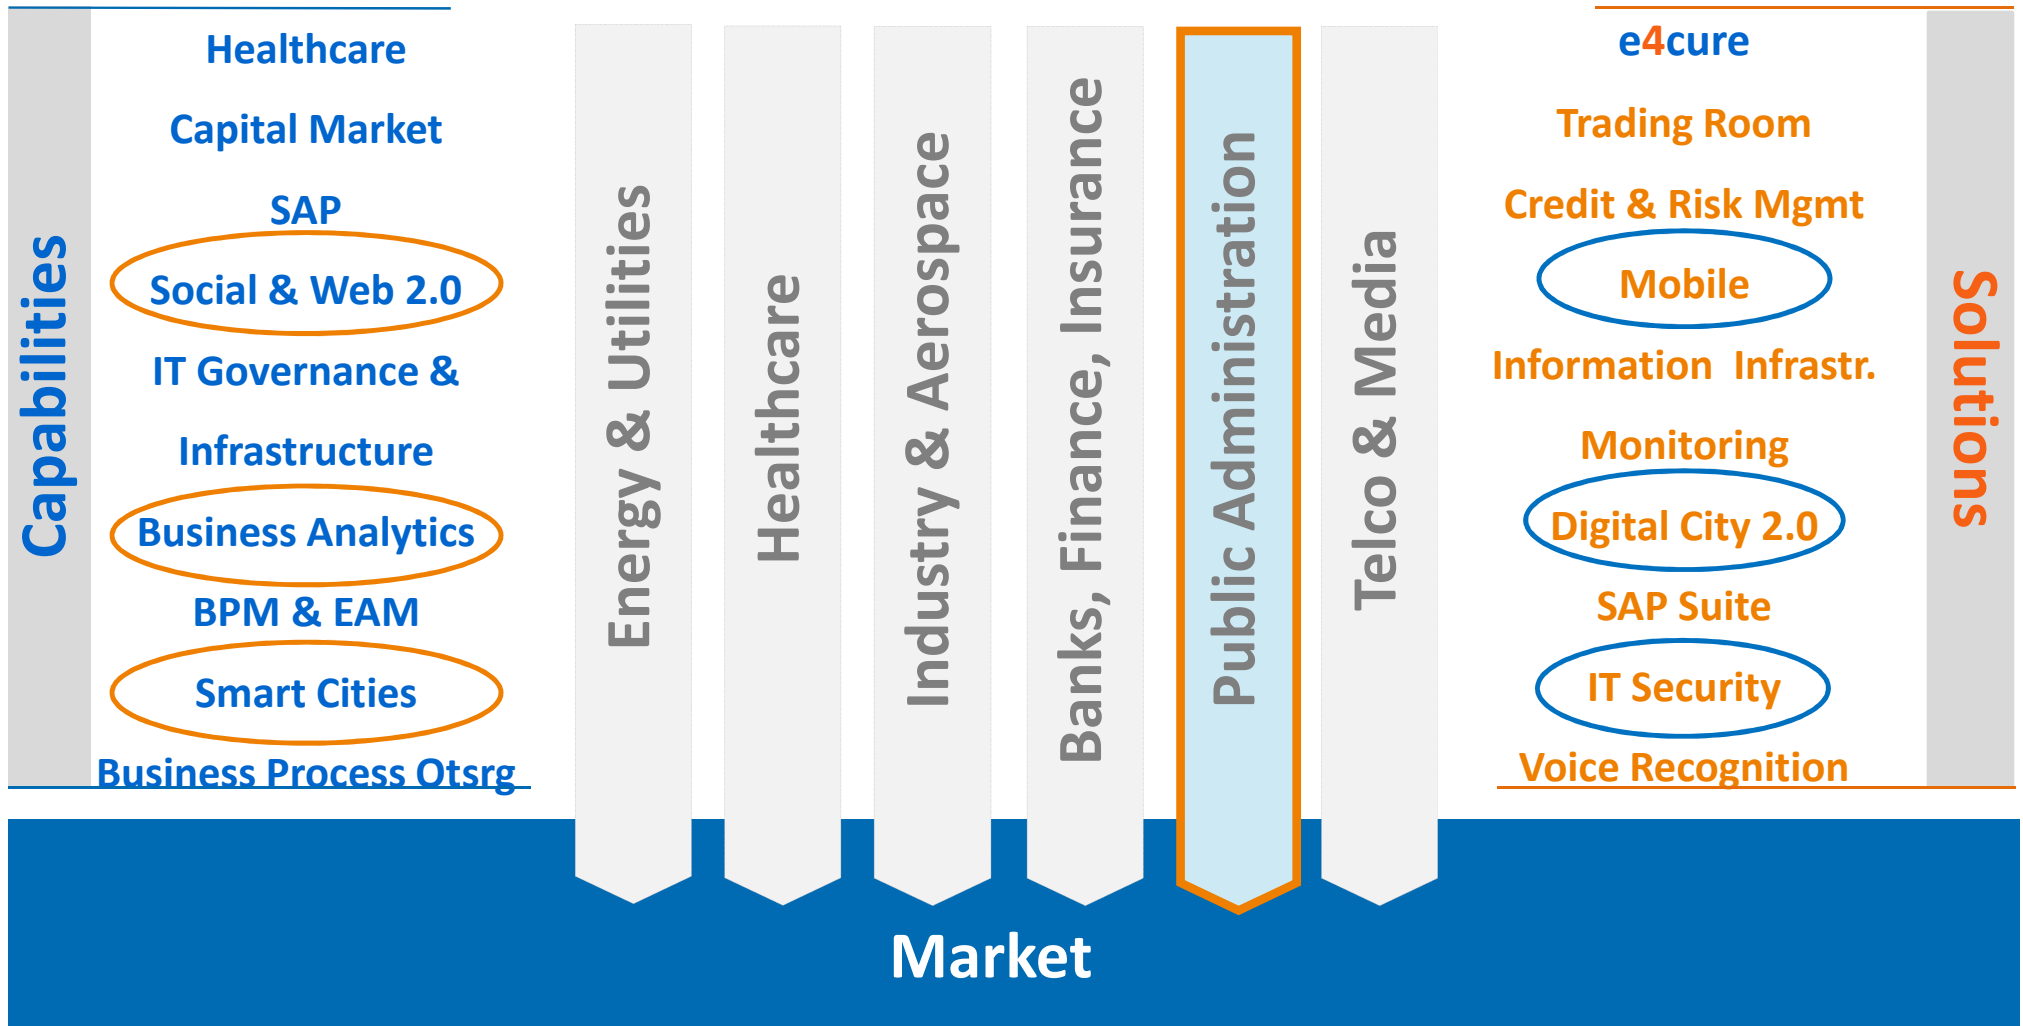 Capabilities
Healthcare
Capital Market
SAP
Social & Web 2.0
IT Governance &
Infrastructure
Business Analytics
BPM & EAM
Smart Cities
Business Process Otsrg
Energy & Utilities
Healthcare
Industry & Aerospace
Banks, Finance, Insurance
Public Administration
Telco & Media
e4cure
Trading Room
Credit & Risk Mgmt
Mobile
Information  Infrastr.
Monitoring
Digital City 2.0
SAP Suite
IT Security
Voice Recognition
Solutions
Market